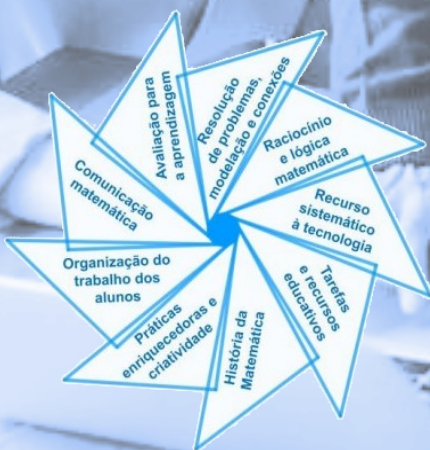 Avaliação para
a aprendizagem
Resolução
de problemas,
modelação e conexões
Raciocínio
e lógica
matemática
Recurso
sistemático
à tecnologia
Tarefas
e recursos
educativos
História da
Matemática
Práticas
enriquecedoras e
criatividade
Organização do
trabalho dos
alunos
Comunicação
matemática